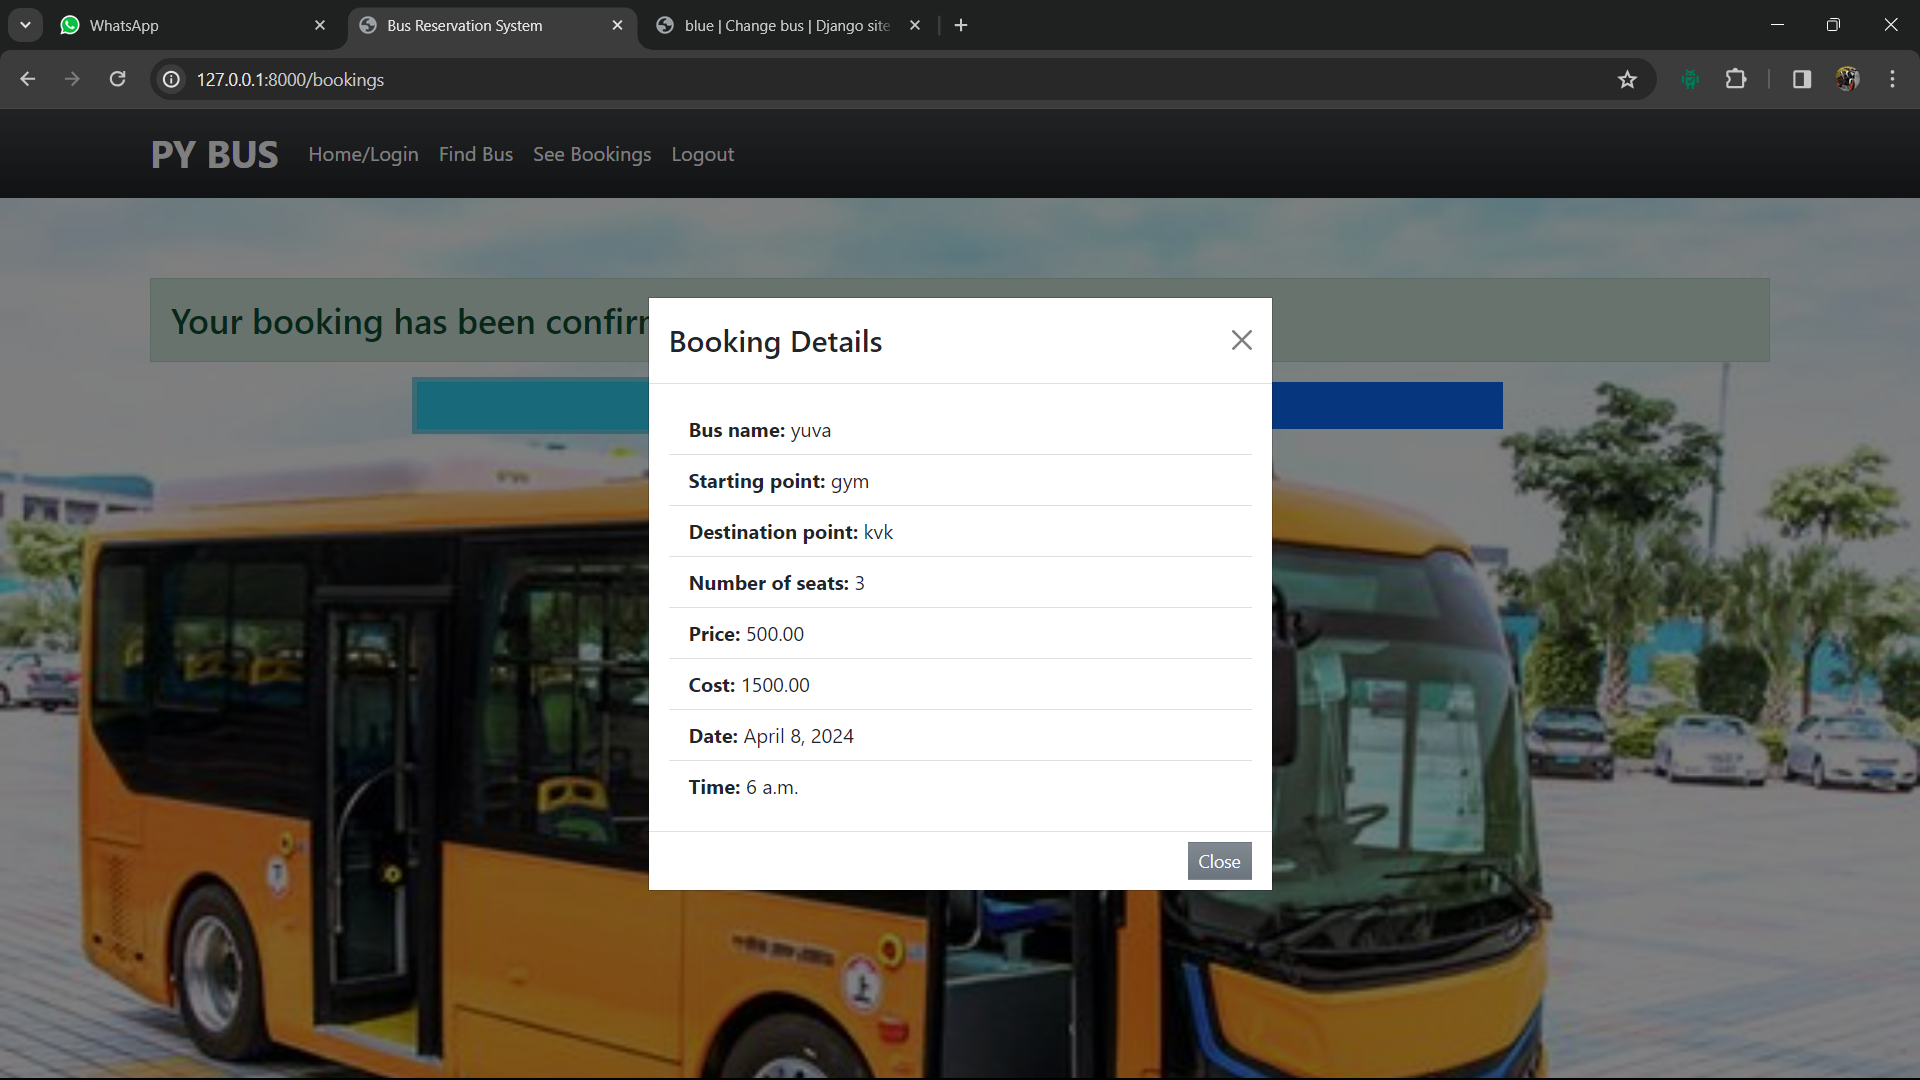 WhatsApp
Bus Reservation System
blue | Change bus | Django site
127.0.0.1:8000/bookings
PY BUS Home/Login Find Bus See Bookings Logout
Your booking has been
Booking Details
Bus name: yuva
Starting point: gym
Destination point: kvk
Number of seats: 3
Price: 500.00
Cost: 1500.00
Date: April 8, 2024
Time: 6 a.m.
Close